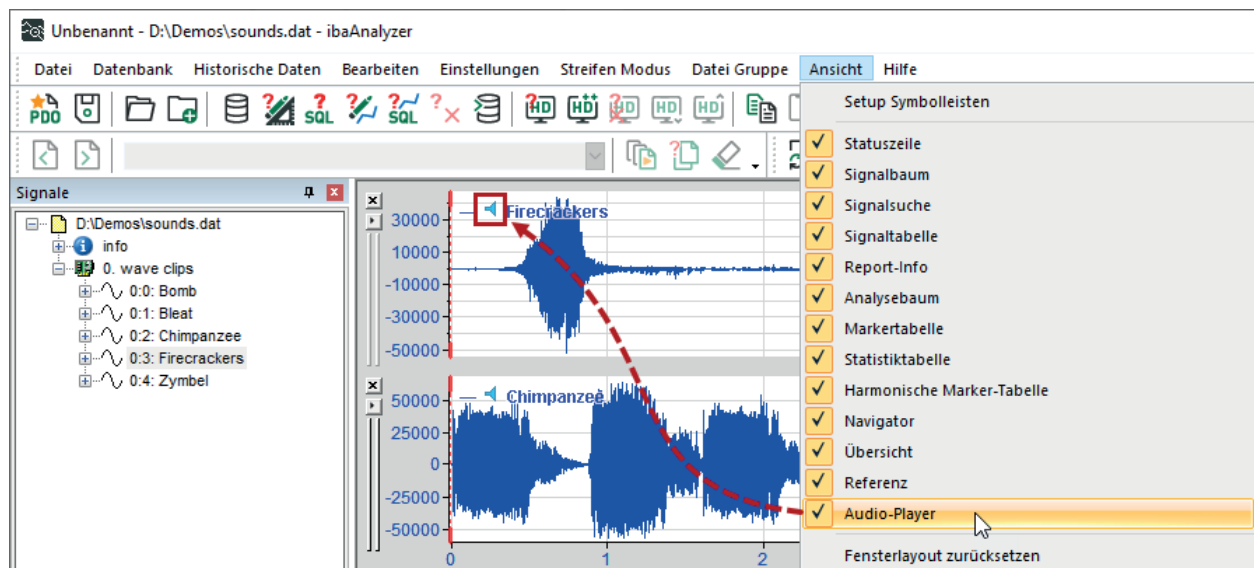 Unbenannt - D:\Demos\sounds.dat - ibaAnalyzer
Datei Datenbank Historische Daten Bearbeiten Einstellungen Streifen Modus Datei Gruppe Ansicht Hilfe
PDO ? ? SQL ? ? SQL ? ? HD HD HD HD HD
?
Signale
D:\Demos\sounds.dat
info
0. wave clips
0:0: Bomb
0:1: Bleat
0:2: Chimpanzee
0:3: Firecrackers
0:4: Zymbel
Firecrackers
30000
10000
-10000
-30000
-50000
Chimpanzee
50000
25000
0
-25000
-50000
0 1 2
Setup Symbolleisten
Statuszeile
Signalbaum
Signalsuche
Signaltabelle
Report-Info
Analysebaum
Markertabelle
Statistiktabelle
Harmonische Marker-Tabelle
Navigator
Übersicht
Referenz
Audio-Player
Fensterlayout zurücksetzen